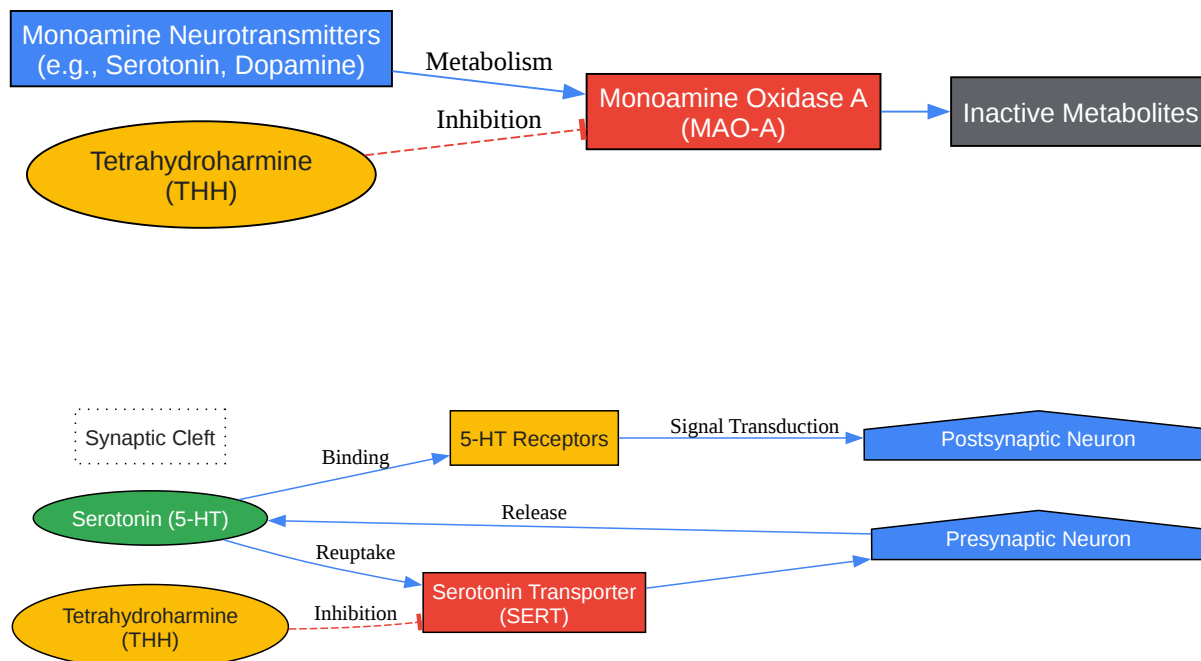 Monoamine Neurotransmitters
(e.g., Serotonin, Dopamine)
Metabolism
Monoamine Oxidase A
(MAO-A)
Inactive Metabolites
Inhibition
Tetrahydroharmine
(THH)
Synaptic Cleft
5-HT Receptors
Signal Transduction
Postsynaptic Neuron
Binding
Serotonin (5-HT)
Release
Presynaptic Neuron
Reuptake
Serotonin Transporter
(SERT)
Tetrahydroharmine
(THH)
Inhibition